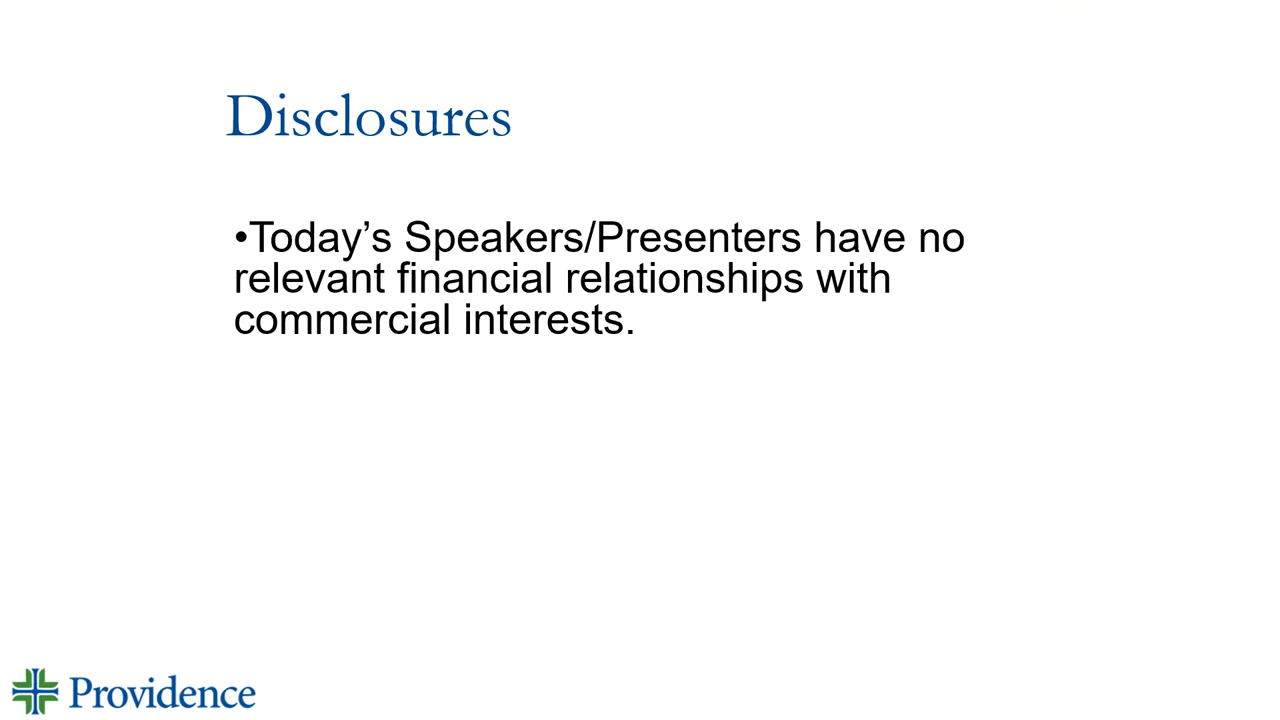 Disclosures
•Today’s Speakers/Presenters have no
relevant financial relationships with
commercial interests.
Providence